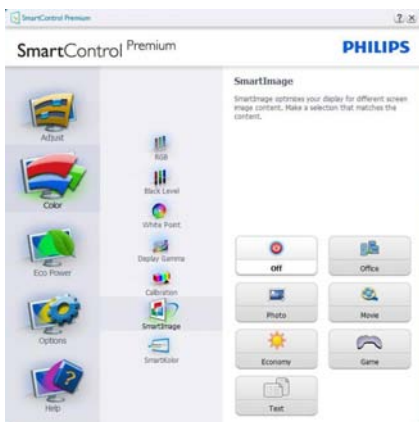 SmartControl Premium
SmartControl Premium
PHILIPS
Adjust
Color
Eco Power
Options
Help
RGB
Black Level
White Point
Display Gamma
Calibration
SmartImage
SmartKolor
SmartImage
SmartImage optimizes your display for different screen
image content. Make a selection that matches the
content.
Off
Office
Photo
Movie
Economy
Game
Text